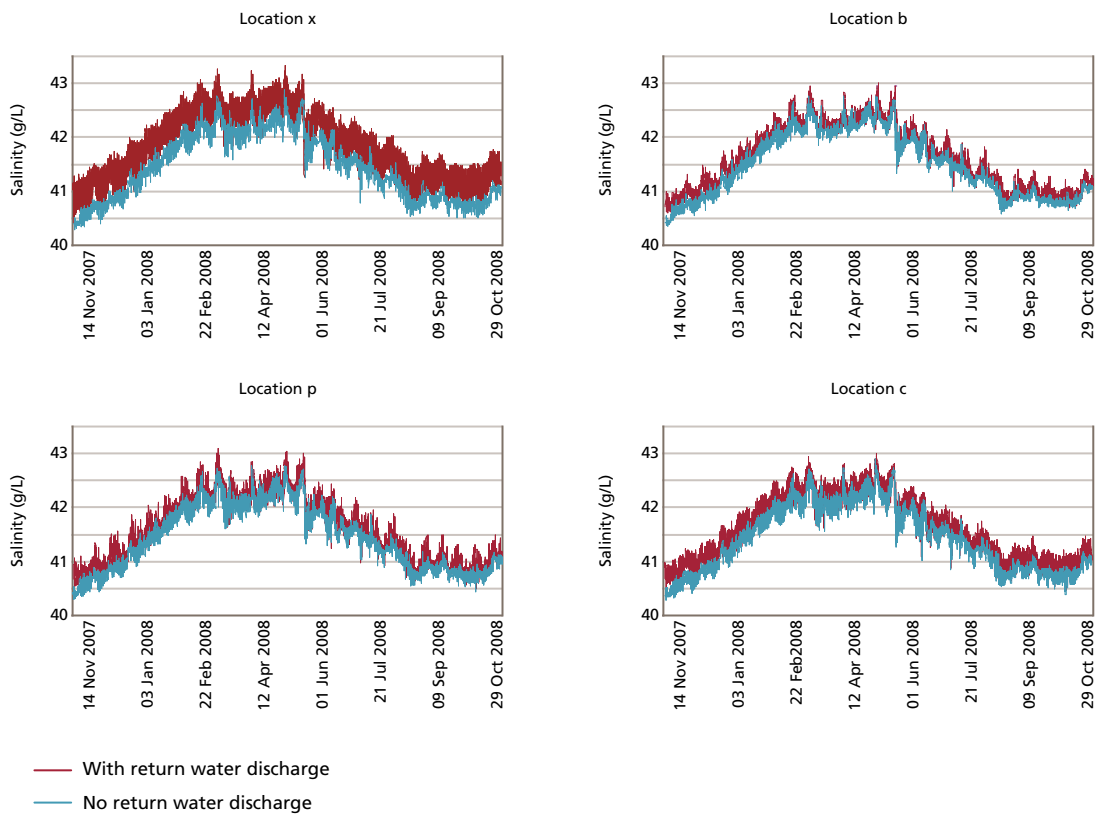 Location x
Salinity (g/L)
43
42
41
40
14 Nov 2007
03 Jan 2008
22 Feb 2008
12 Apr 2008
01 Jun 2008
21 Jul 2008
09 Sep 2008
29 Oct 2008
Location b
Salinity (g/L)
43
42
41
40
14 Nov 2007
03 Jan 2008
22 Feb 2008
12 Apr 2008
01 Jun 2008
21 Jul 2008
09 Sep 2008
29 Oct 2008
Location p
Salinity (g/L)
43
42
41
40
14 Nov 2007
03 Jan 2008
22 Feb 2008
12 Apr 2008
01 Jun 2008
21 Jul 2008
09 Sep 2008
29 Oct 2008
Location c
Salinity (g/L)
43
42
41
40
14 Nov 2007
03 Jan 2008
22 Feb2008
12 Apr 2008
01 Jun 2008
21 Jul 2008
09 Sep 2008
29 Oct 2008
With return water discharge
No return water discharge